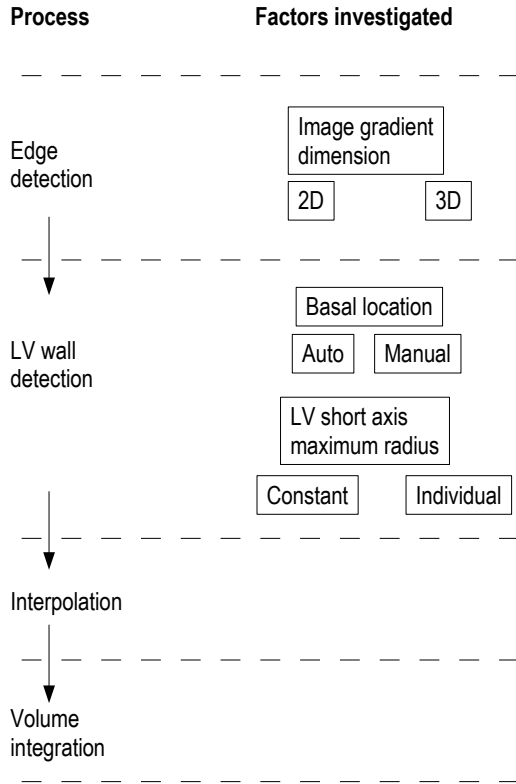 Process Factors investigated
Edge
detection
Image gradient
dimension
2D 3D
LV wall
detection
Basal location
Auto Manual
LV short axis
maximum radius
Constant Individual
Interpolation
Volume
integration